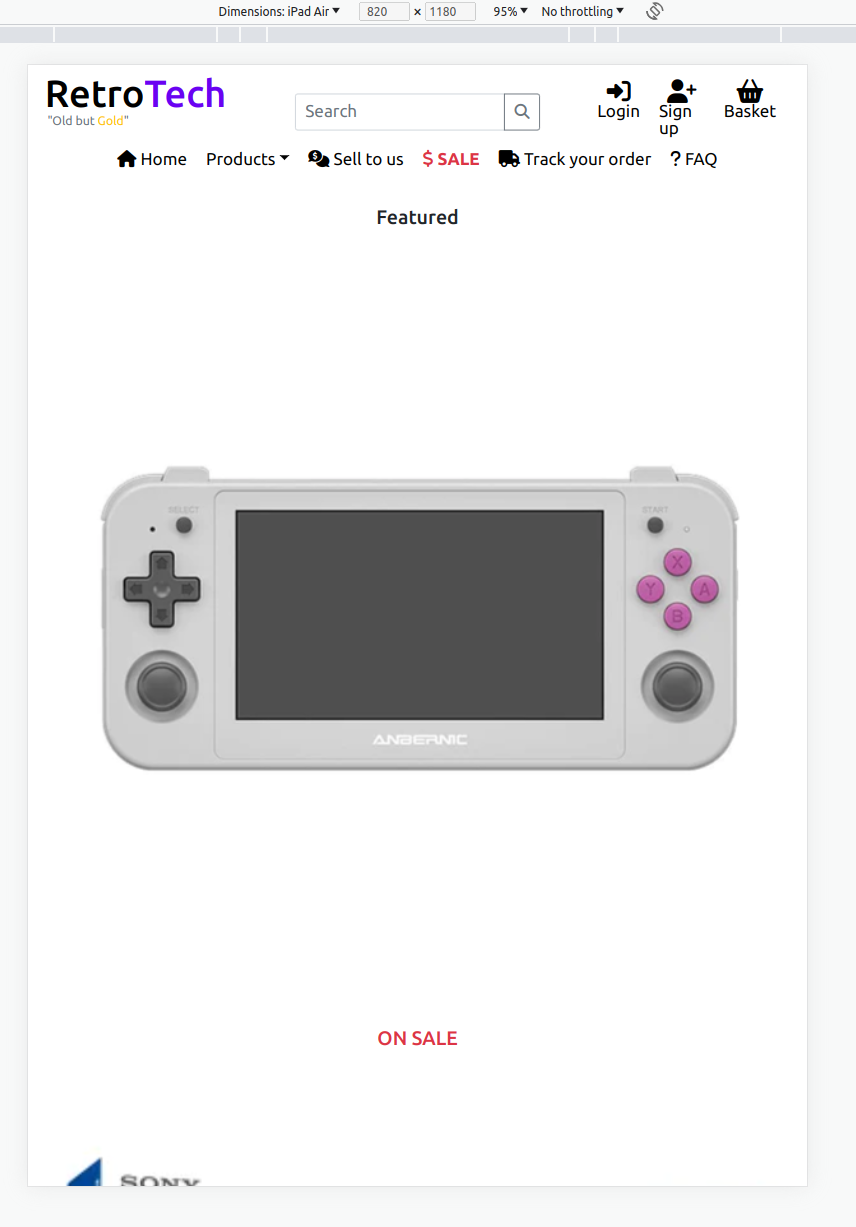 Dimensions: iPad Air 820 × 1180 95% No throttling
RetroTech
"Old but Gold"
Search
Login
Sign up
Basket
Home Products Sell to us $ SALE Track your order ? FAQ
Featured
SELECT
START
X
Y
A
B
ANBERNIC
ON SALE
SONY